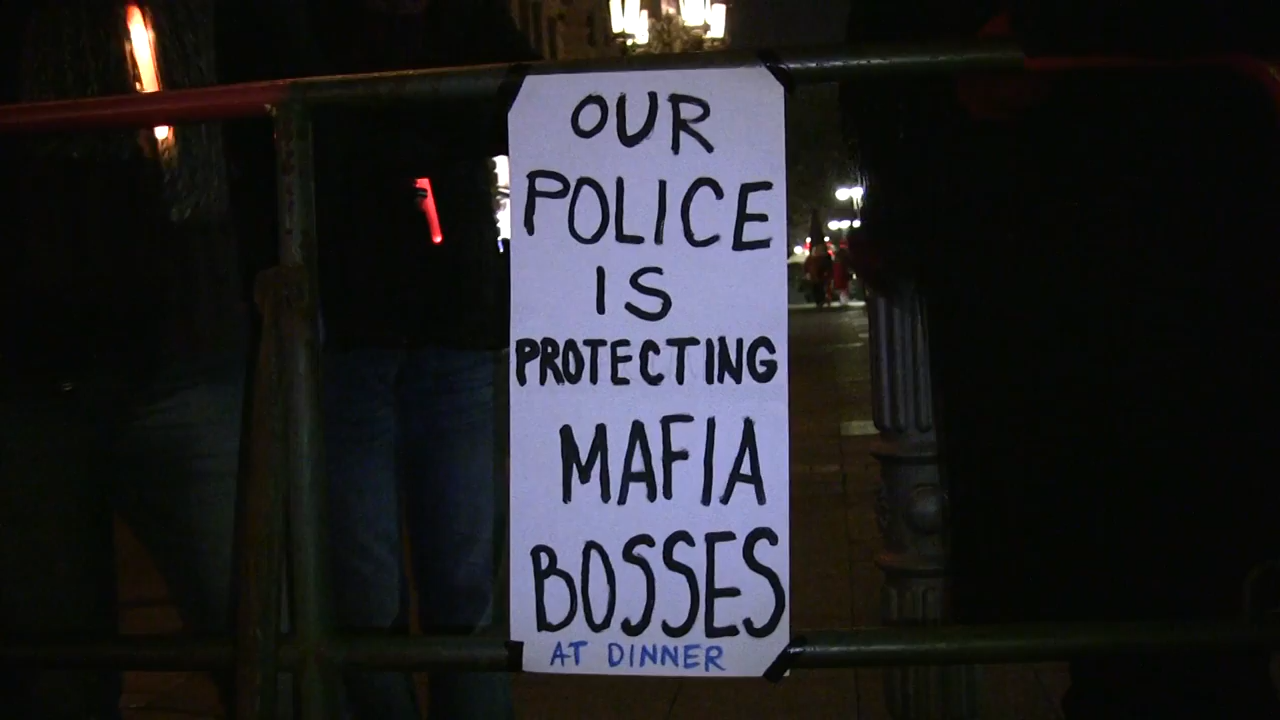 OUR
POLICE
IS
PROTECTING
MAFIA
BOSSES
AT DINNER